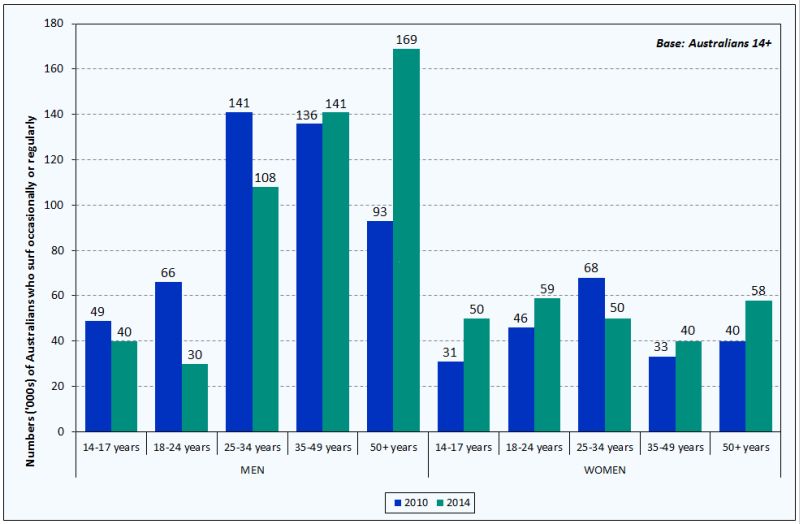 180
Base: Australians 14+
160
140
120
100
80
60
40
20
0
Numbers ('000s) of Australians who surf occasionally or regularly
49 40 66 30 141 108 136 141 93 169 31 50 46 59 68 50 33 40 40 58
14-17 years 18-24 years 25-34 years 35-49 years 50+ years 14-17 years 18-24 years 25-34 years 35-49 years 50+ years
MEN WOMEN
2010 2014